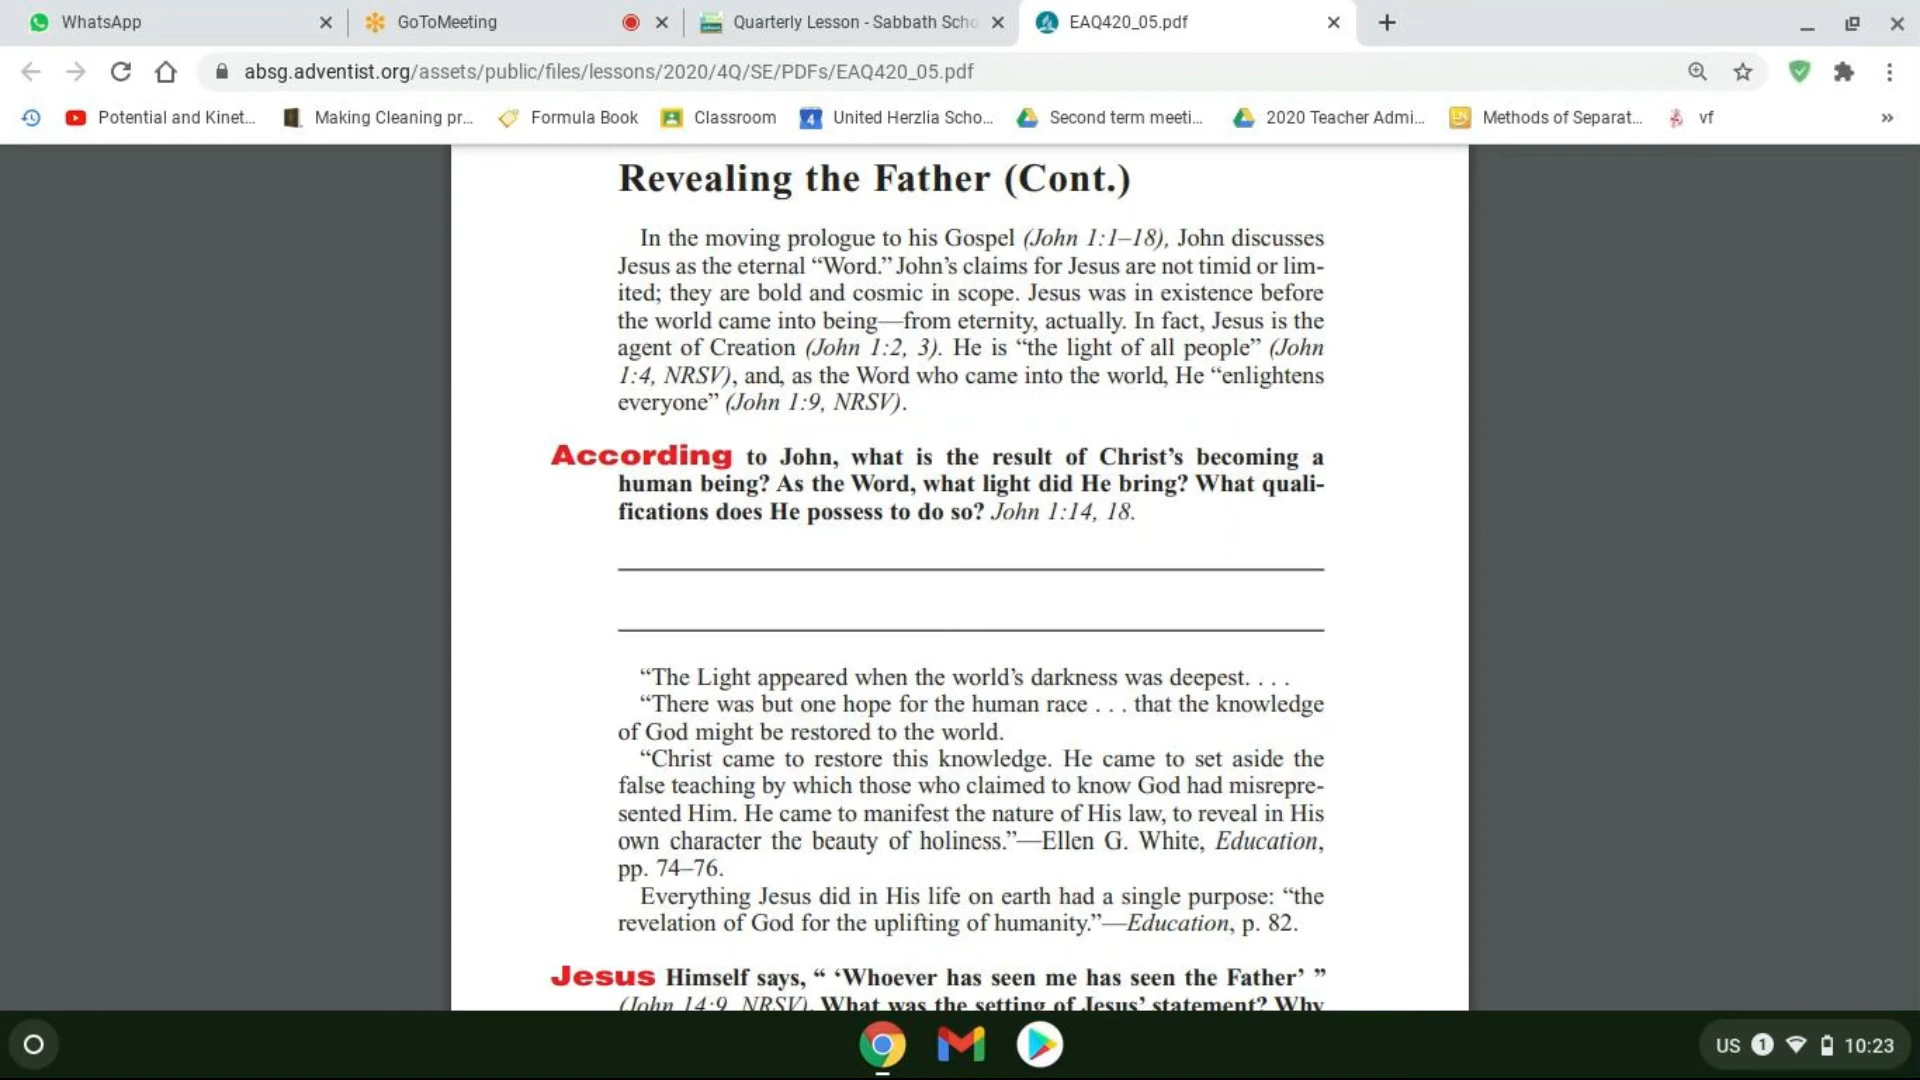 WhatsApp
GoToMeeting
Quarterly Lesson - Sabbath Scho
EAQ420_05.pdf
absg.adventist.org/assets/public/files/lessons/2020/4Q/SE/PDFs/EAQ420_05.pdf
Potential and Kinet...
Making Cleaning pr...
Formula Book
Classroom
4
United Herzlia Scho...
Second term meeti...
2020 Teacher Admi...
Methods of Separat...
vf
»
Revealing the Father (Cont.)
In the moving prologue to his Gospel (John 1:1–18), John discusses
Jesus as the eternal “Word.” John’s claims for Jesus are not timid or lim-
ited; they are bold and cosmic in scope. Jesus was in existence before
the world came into being—from eternity, actually. In fact, Jesus is the
agent of Creation (John 1:2, 3). He is “the light of all people” (John
1:4, NRSV), and, as the Word who came into the world, He “enlightens
everyone” (John 1:9, NRSV).
According to John, what is the result of Christ’s becoming a
human being? As the Word, what light did He bring? What quali-
fications does He possess to do so? John 1:14, 18.
“The Light appeared when the world’s darkness was deepest. . . .
“There was but one hope for the human race . . . that the knowledge
of God might be restored to the world.
“Christ came to restore this knowledge. He came to set aside the
false teaching by which those who claimed to know God had misrepre-
sented Him. He came to manifest the nature of His law, to reveal in His
own character the beauty of holiness.”—Ellen G. White, Education,
pp. 74–76.
Everything Jesus did in His life on earth had a single purpose: “the
revelation of God for the uplifting of humanity.”—Education, p. 82.
Jesus Himself says, “ ‘Whoever has seen me has seen the Father’ ”
(John 14:9, NRSV). What was the setting of Jesus’ statement? Why
US
1
10:23